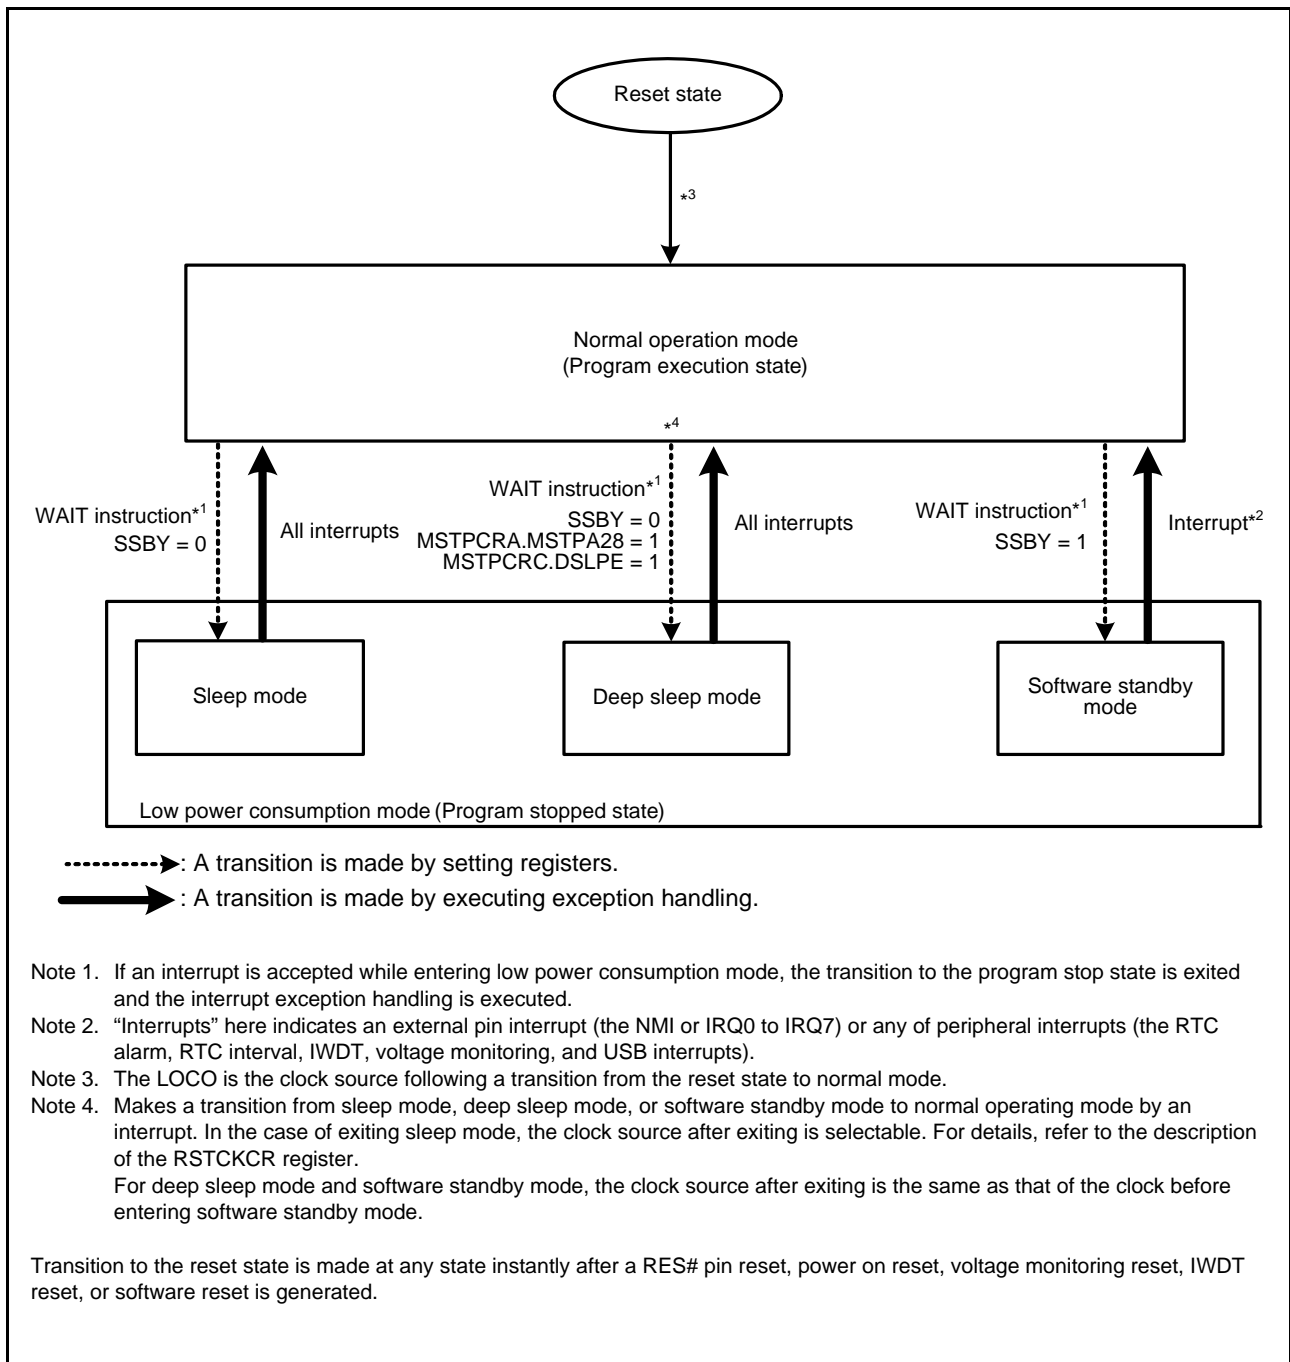 Reset state
*3
Normal operation mode
(Program execution state)
*4
WAIT instruction*1
SSBY = 0
All interrupts
WAIT instruction*1
SSBY = 0
MSTPCRA.MSTPA28 = 1
MSTPCRC.DSLPE = 1
All interrupts
WAIT instruction*1
SSBY = 1
Interrupt*2
Sleep mode
Deep sleep mode
Software standby
mode
Low power consumption mode (Program stopped state)
: A transition is made by setting registers.
: A transition is made by executing exception handling.
Note 1. If an interrupt is accepted while entering low power consumption mode, the transition to the program stop state is exited
and the interrupt exception handling is executed.
Note 2. “Interrupts” here indicates an external pin interrupt (the NMI or IRQ0 to IRQ7) or any of peripheral interrupts (the RTC
alarm, RTC interval, IWDT, voltage monitoring, and USB interrupts).
Note 3. The LOCO is the clock source following a transition from the reset state to normal mode.
Note 4. Makes a transition from sleep mode, deep sleep mode, or software standby mode to normal operating mode by an
interrupt. In the case of exiting sleep mode, the clock source after exiting is selectable. For details, refer to the description
of the RSTCKCR register.
For deep sleep mode and software standby mode, the clock source after exiting is the same as that of the clock before
entering software standby mode.
Transition to the reset state is made at any state instantly after a RES# pin reset, power on reset, voltage monitoring reset, IWDT
reset, or software reset is generated.